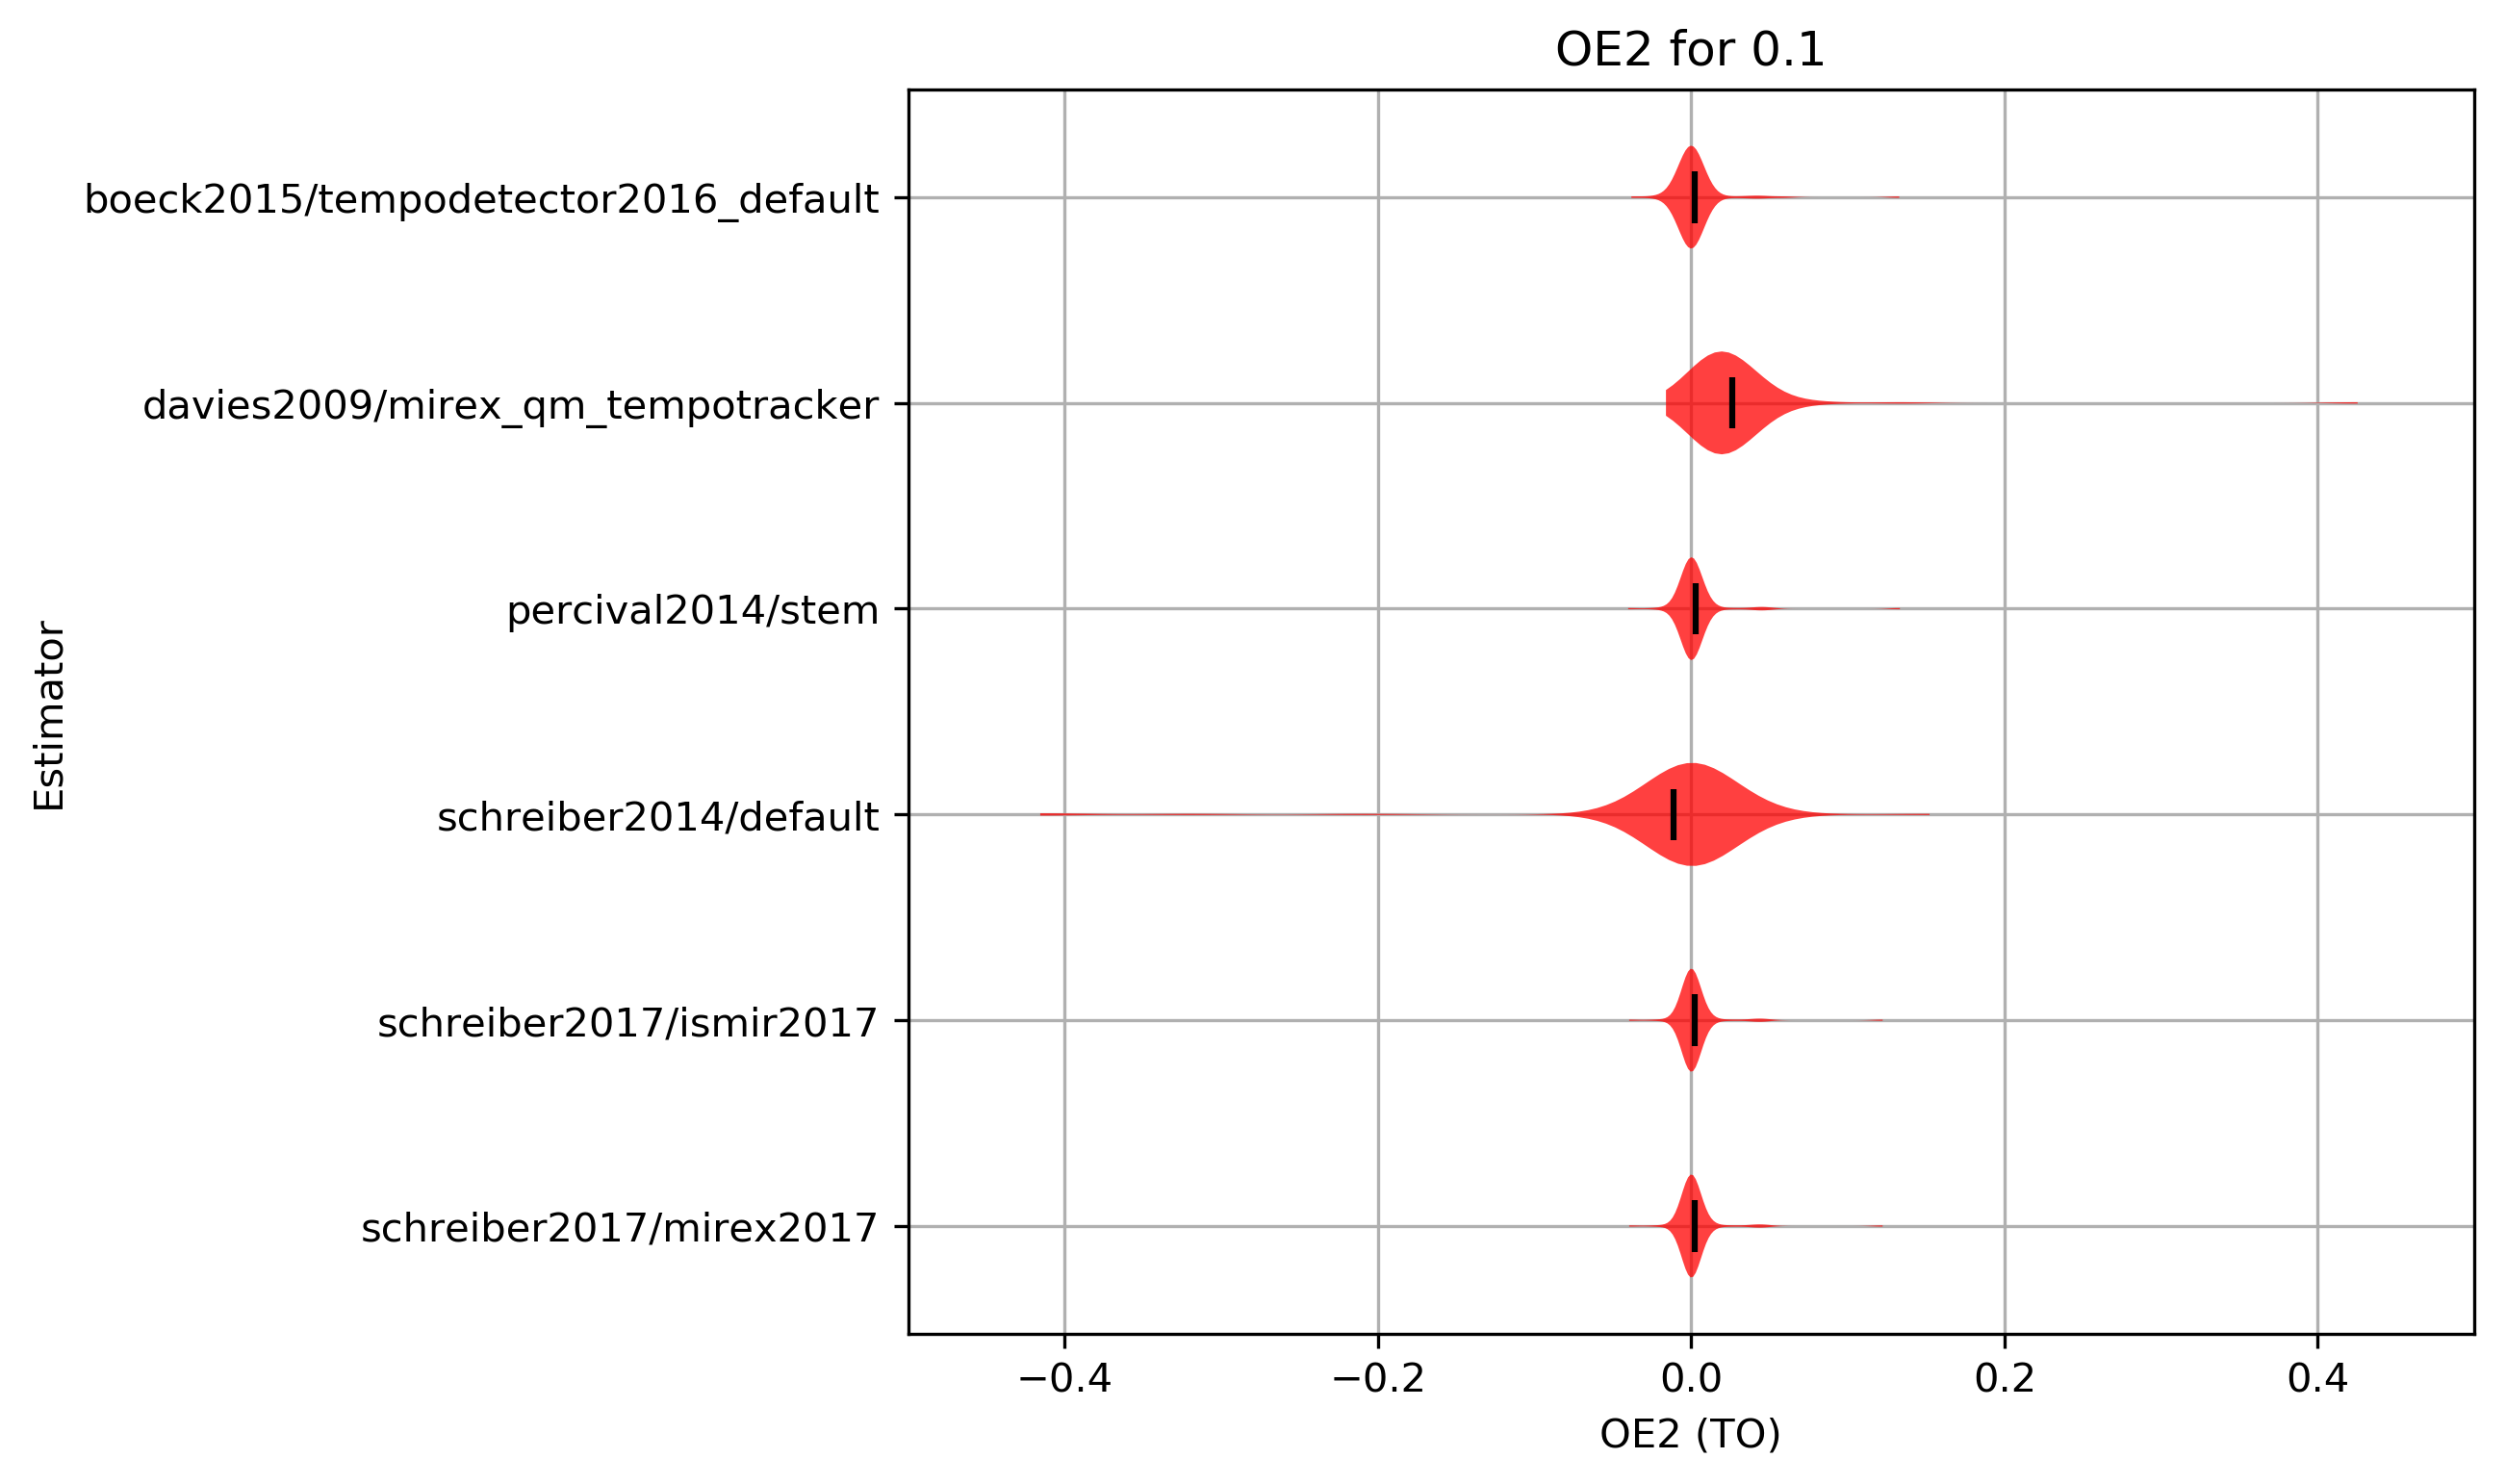 OE2 for 0.1
boeck2015/tempodetector2016_default
davies2009/mirex_qm_tempotracker
percival2014/stem
schreiber2014/default
schreiber2017/ismir2017
schreiber2017/mirex2017
Estimator
−0.4 −0.2 0.0 0.2 0.4
OE2 (TO)